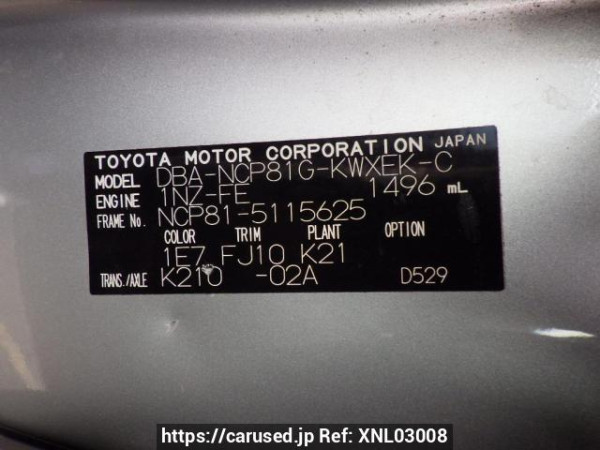 TOYOTA MOTOR CORPORATION JAPAN
MODEL DBA-NCP81G-KWXEK-C
ENGINE 1NZ-FE 1496 mL
FRAME No. NCP81-5115625
COLOR TRIM PLANT OPTION
1E7 FJ10 K21
TRANS./AXLE K210 -02A D529
https://carused.jp Ref: XNL03008